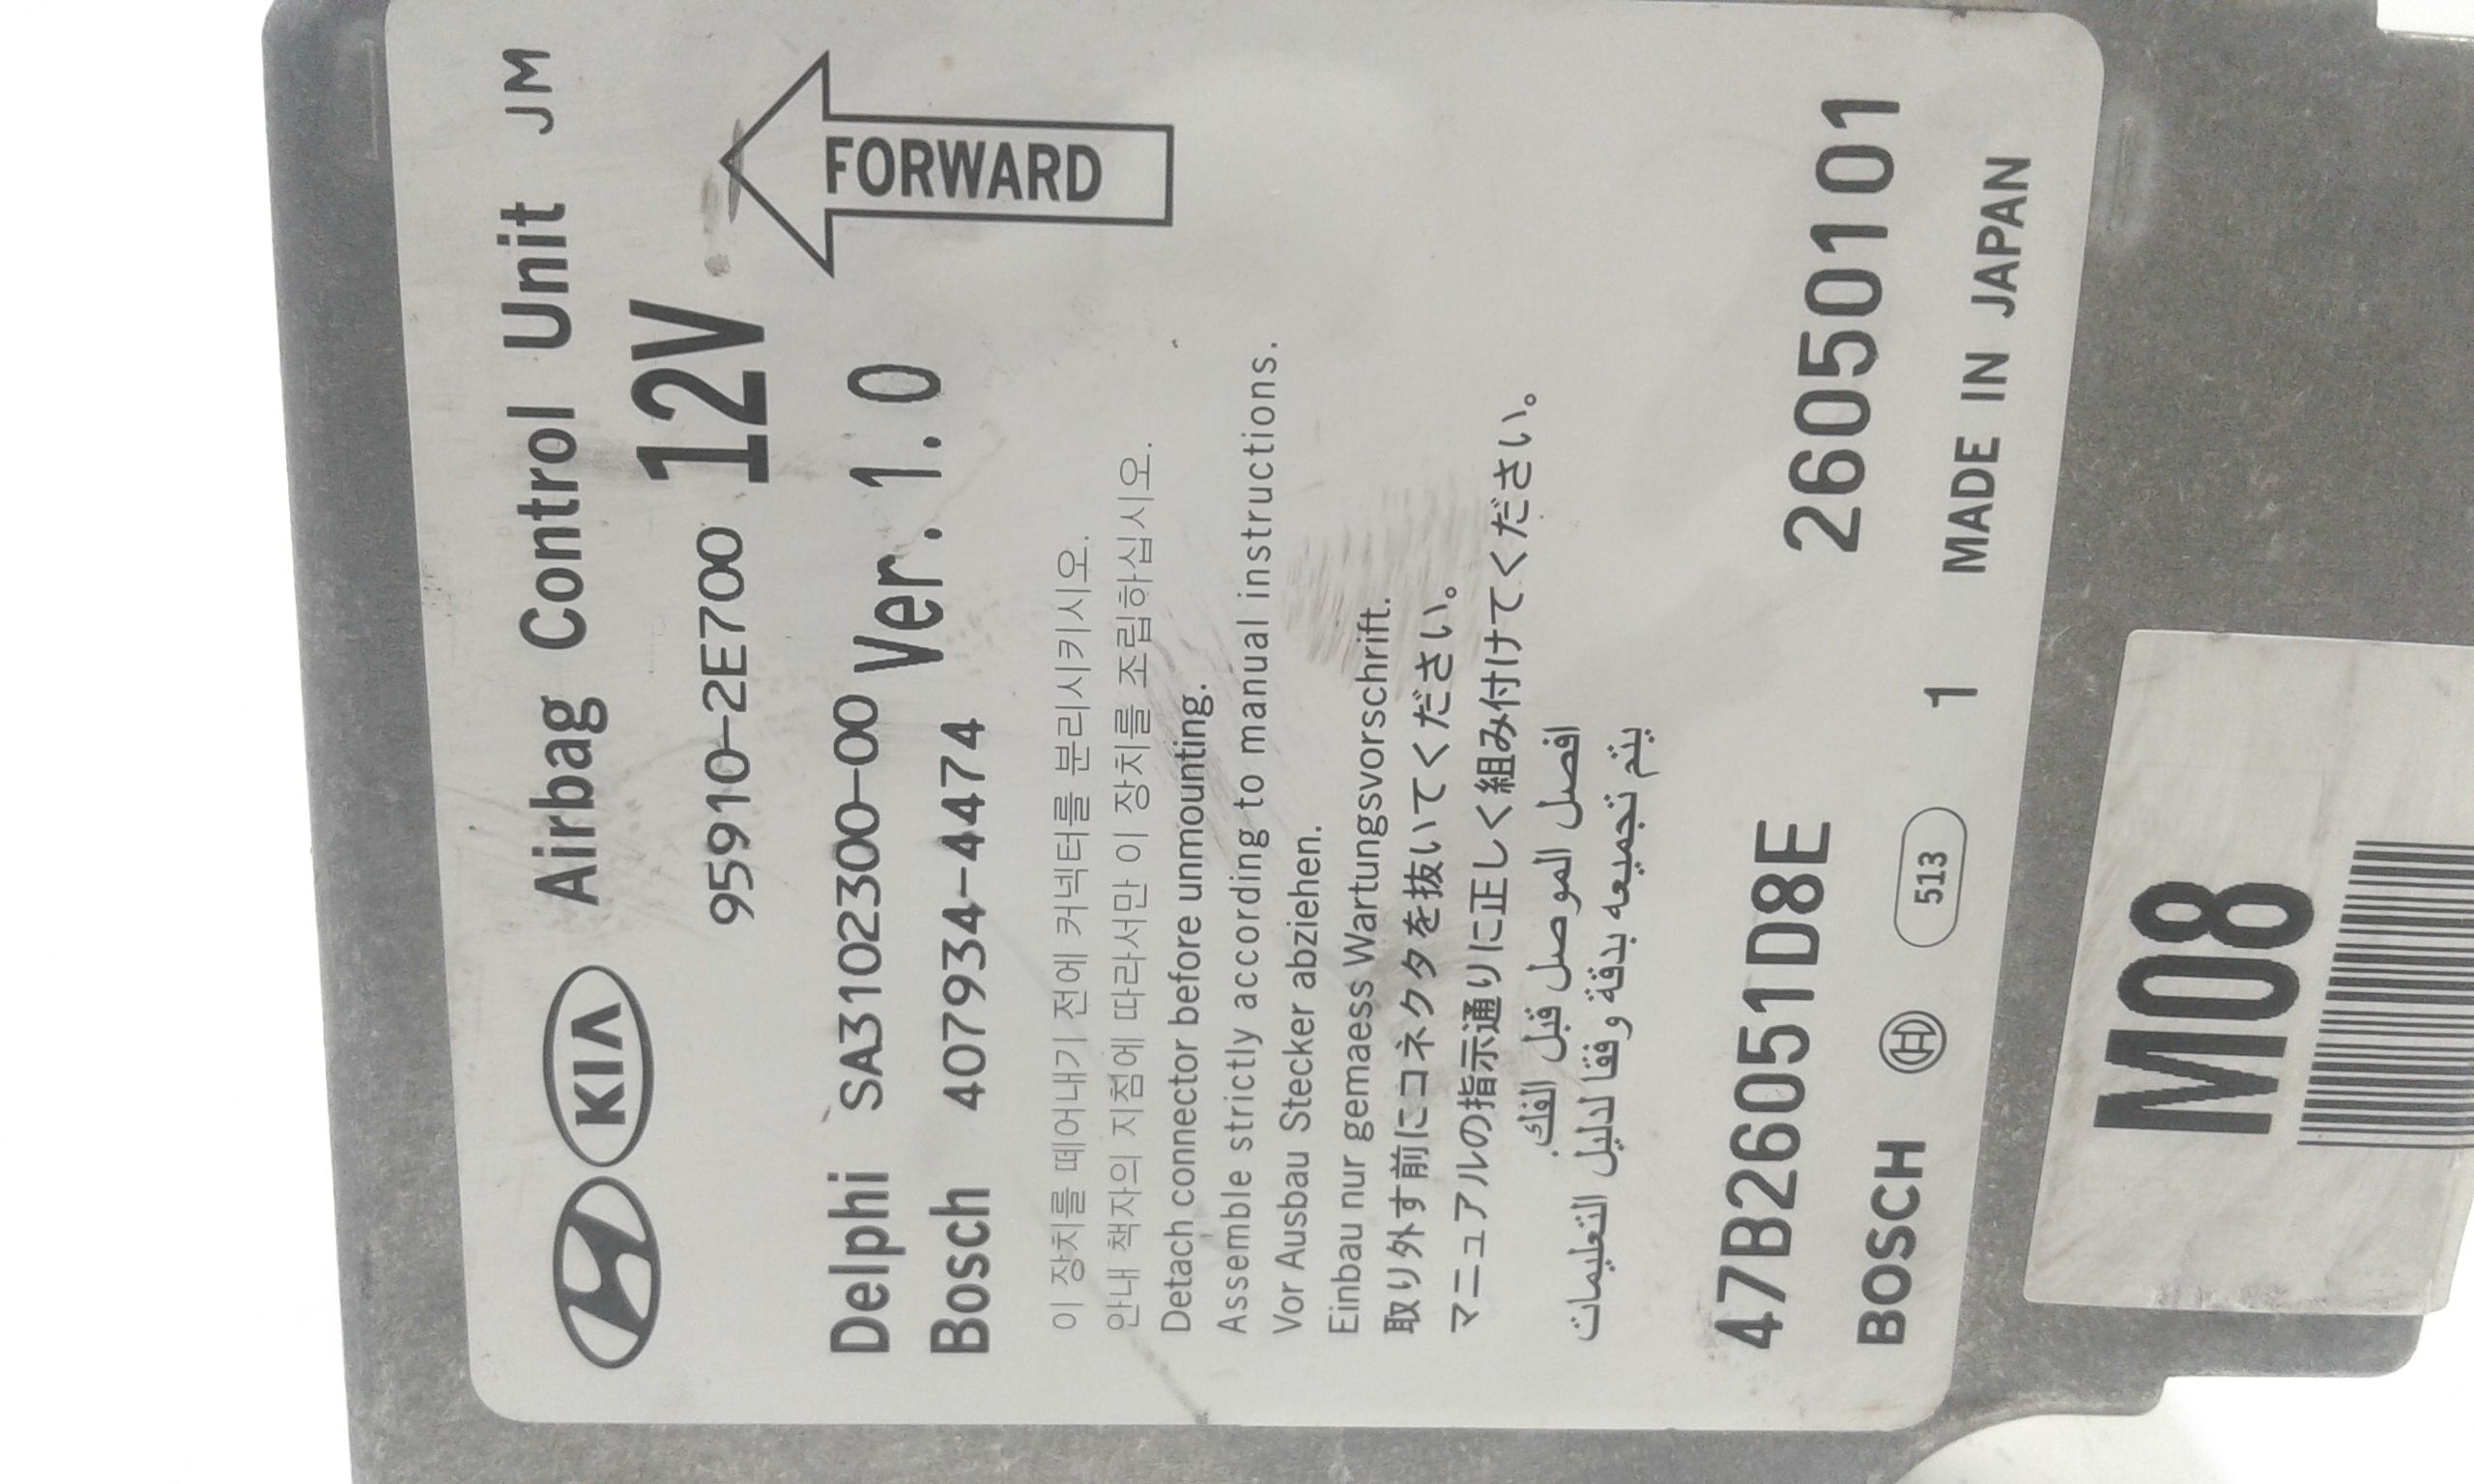 KIA Airbag Control Unit JM
95910-2E700 12V
FORWARD
Delphi SA3102300-00
Bosch 407934-4474
Ver. 1.0
이 장치를 떼어내기 전에 커넥터를 분리시키시오.
안내 책자의 지침에 따라서만 이 장치를 조립하십시오.
Detach connector before unmounting.
Assemble strictly according to manual instructions.
Vor Ausbau Stecker abziehen.
Einbau nur gemaess Wartungsvorschrift.
取り外す前にコネクタを抜いてください。
マニュアルの指示通りに正しく組み付けてください。
افصل الموصل قبل الفك.
يتم تجميعه بدقة وفقا لدليل التعليمات
47B26051D8E 260501 01
BOSCH 513 1 MADE IN JAPAN
M08